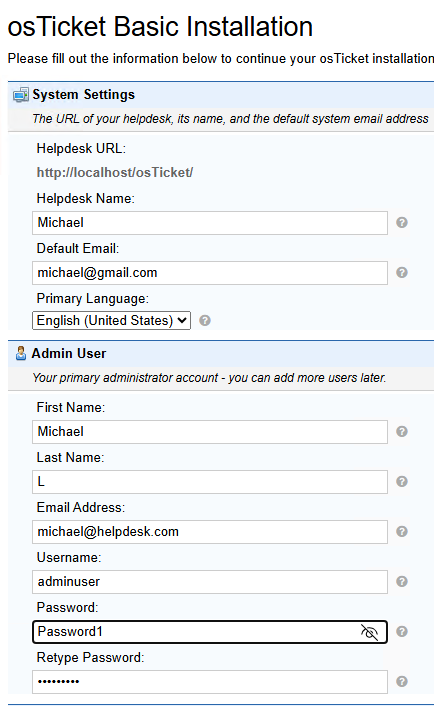 osTicket Basic Installation
Please fill out the information below to continue your osTicket installation
System Settings
The URL of your helpdesk, its name, and the default system email address
Helpdesk URL:
http://localhost/osTicket/
Helpdesk Name:
Michael
Default Email:
michael@gmail.com
Primary Language:
English (United States)
Admin User
Your primary administrator account - you can add more users later.
First Name:
Michael
Last Name:
L
Email Address:
michael@helpdesk.com
Username:
adminuser
Password:
Password1
Retype Password:
•••••••••